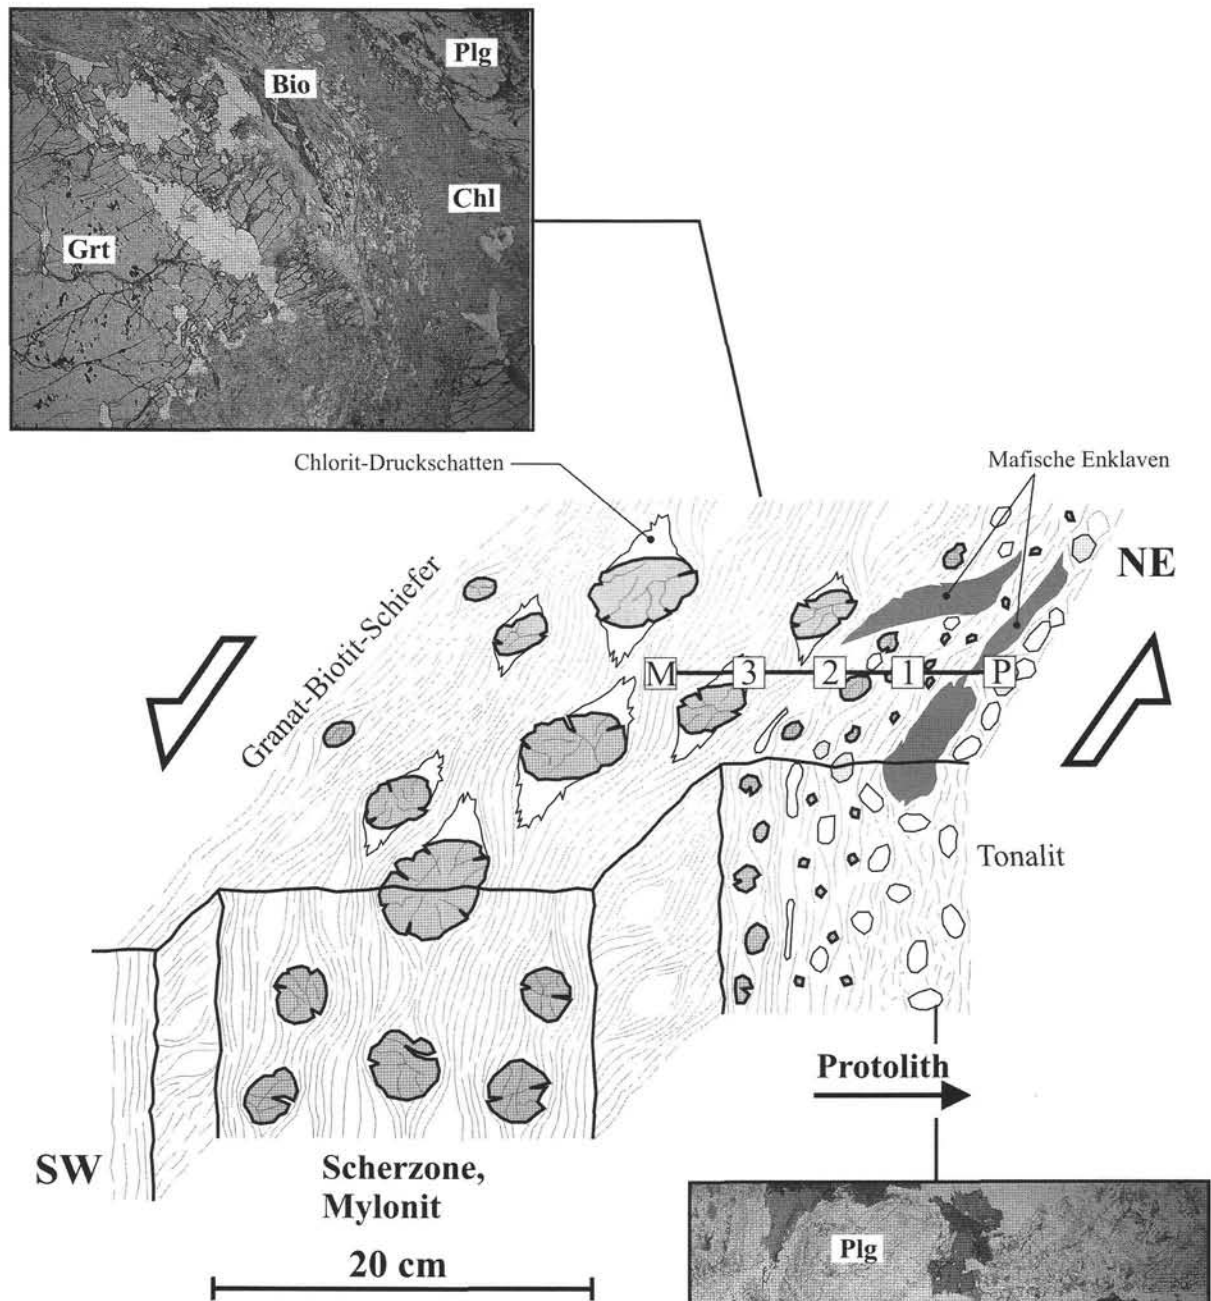 Plg
Bio
Chl
Grt
Chlorit-Druckschatten
Mafische Enklaven
NE
Granat-Biotit-Schiefer
M 3 2 1 P
Tonalit
Protolith
SW
Scherzone,
Mylonit
20 cm
Plg